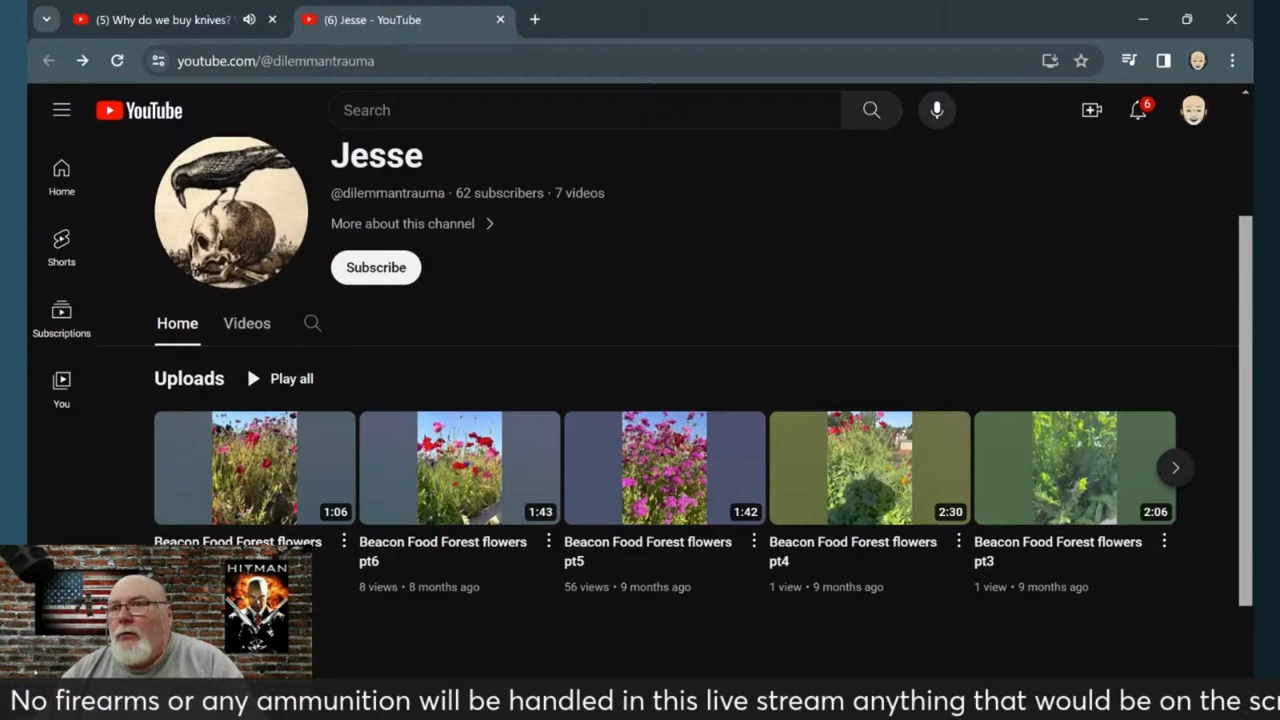 (5) Why do we buy knives?
(6) Jesse - YouTube
youtube.com/@dilemmantrauma
YouTube
Search
6
Home
Shorts
Subscriptions
You
Jesse
@dilemmantrauma · 62 subscribers · 7 videos
More about this channel
Subscribe
Home
Videos
Uploads
Play all
1:06
1:43
1:42
2:30
2:06
Beacon Food Forest flowers
Beacon Food Forest flowers
pt6
8 views • 8 months ago
Beacon Food Forest flowers
pt5
56 views • 9 months ago
Beacon Food Forest flowers
pt4
1 view • 9 months ago
Beacon Food Forest flowers
pt3
1 view • 9 months ago
HITMAN
No firearms or any ammunition will be handled in this live stream anything that would be on the scr